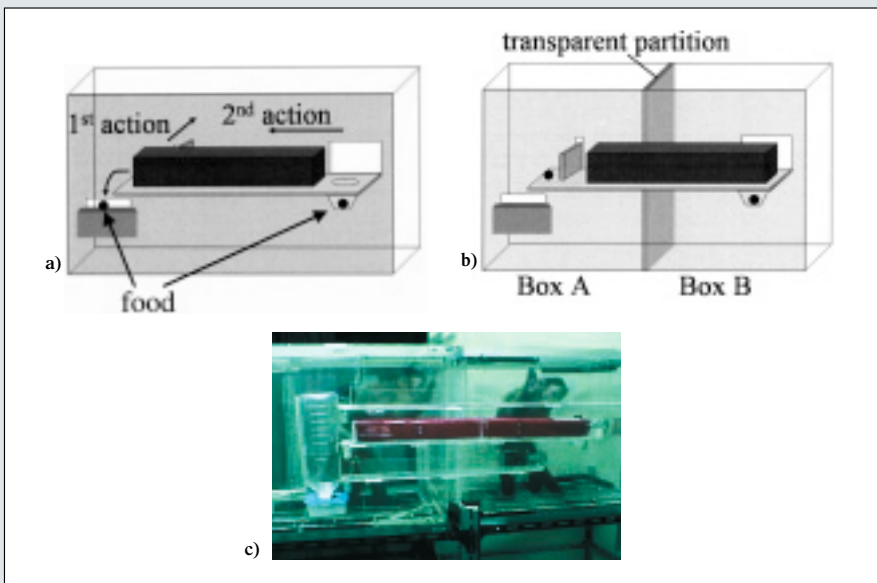 transparent partition
1st action
2nd action
a)
food
b)
Box A
Box B
c)